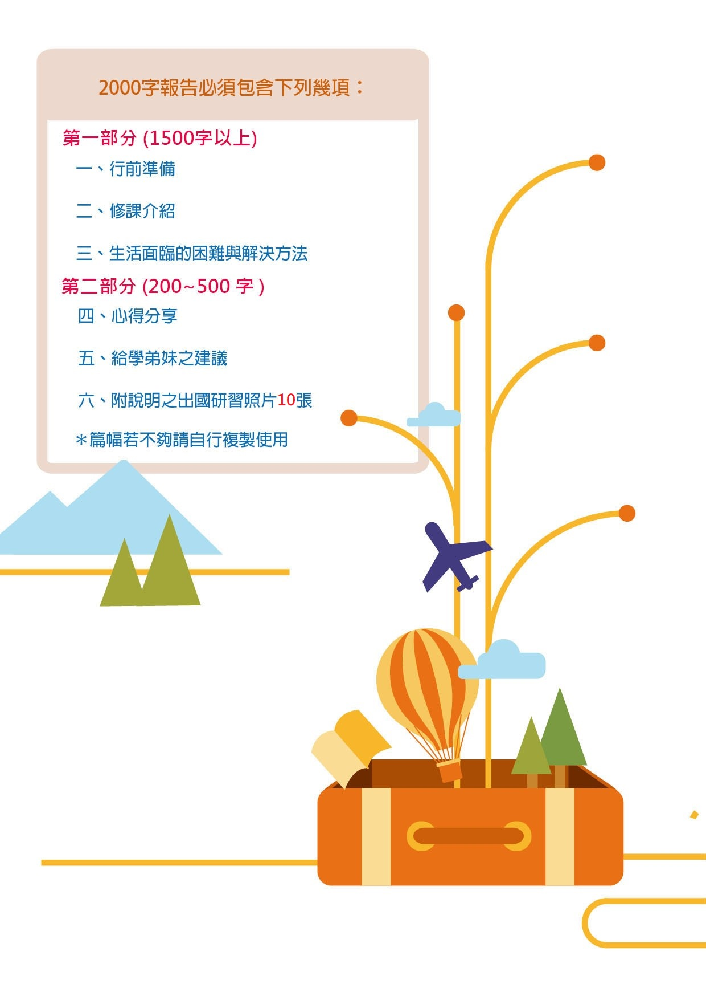 2000字報告必須包含下列幾項：
第一部分 (1500字以上)
一、行前準備
二、修課介紹
三、生活面臨的困難與解決方法
第二部分 (200~500 字 )
四、心得分享
五、給學弟妹之建議
六、附說明之出國研習照片10張
＊篇幅若不夠請自行複製使用